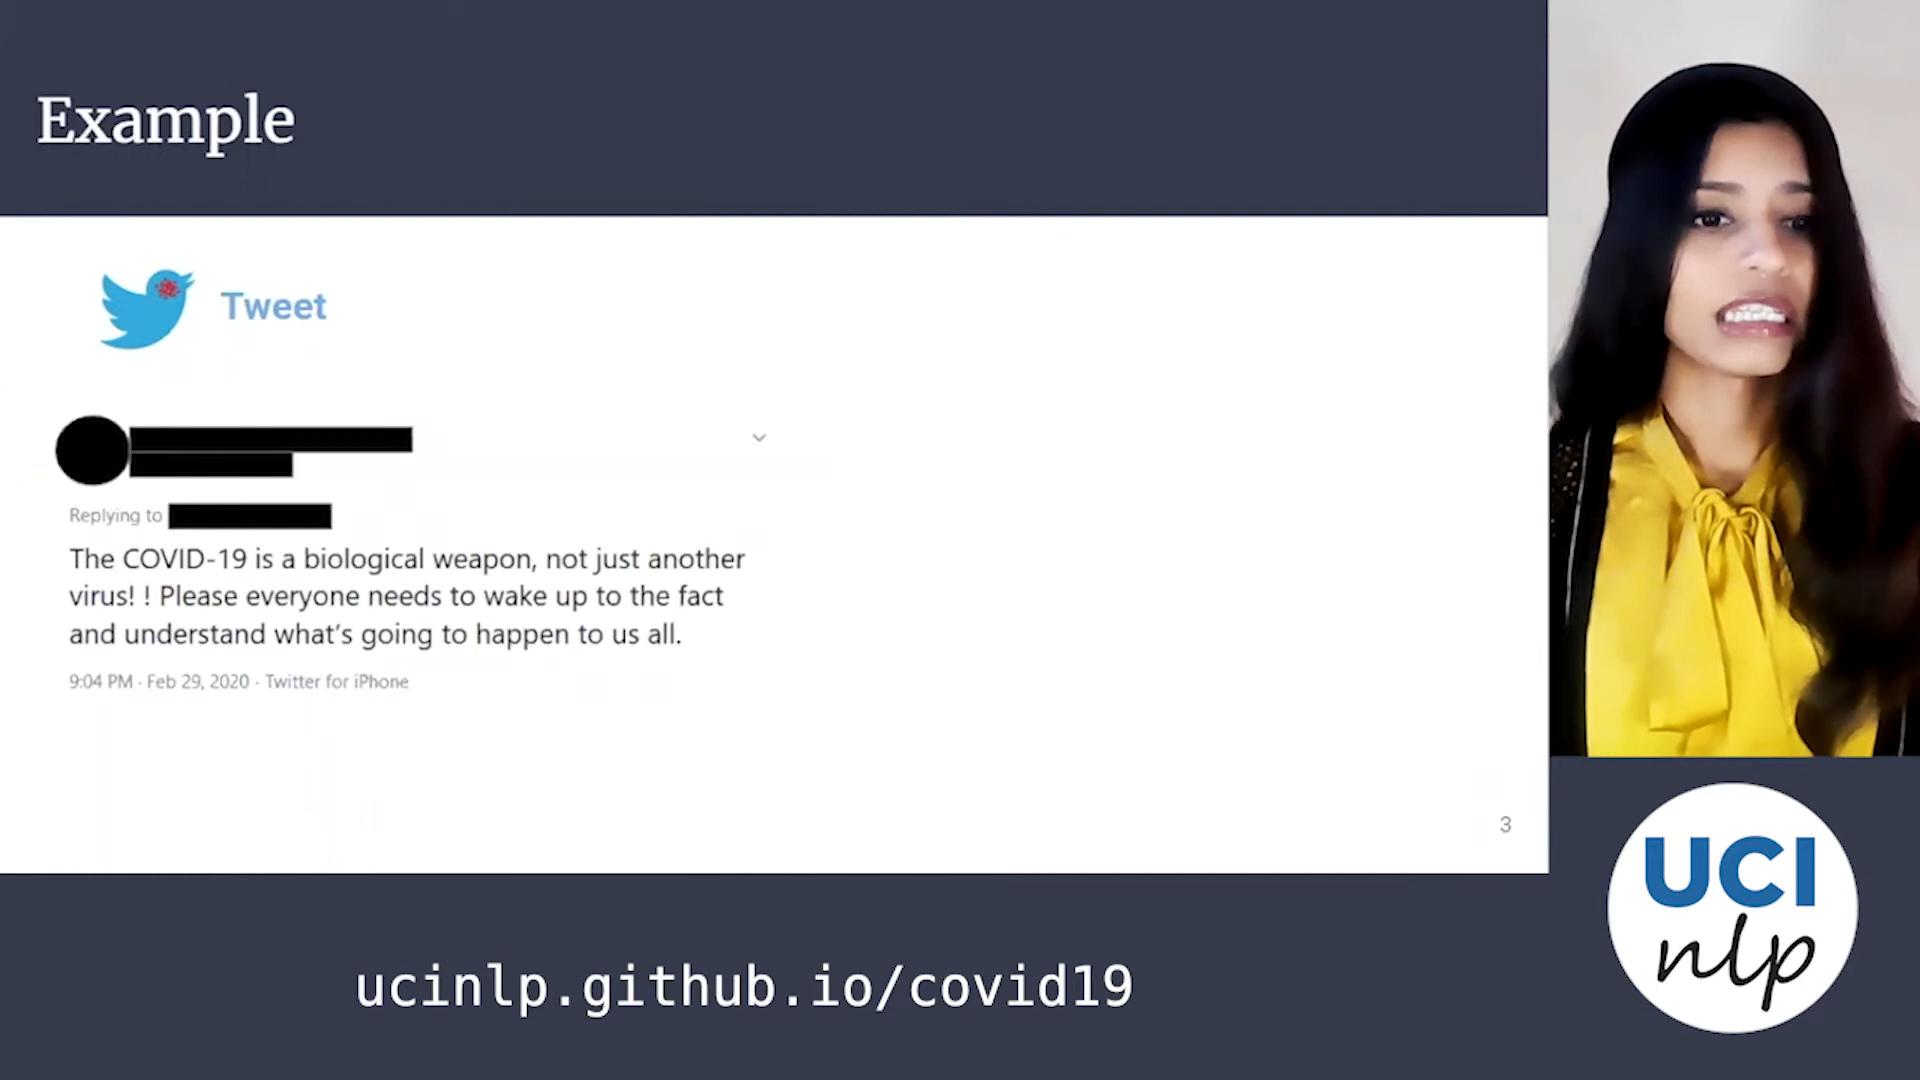 Example
Tweet
Replying to
The COVID-19 is a biological weapon, not just another
virus! ! Please everyone needs to wake up to the fact
and understand what's going to happen to us all.
9:04 PM · Feb 29, 2020 · Twitter for iPhone
3
UCI
nlp
ucinlp.github.io/covid19